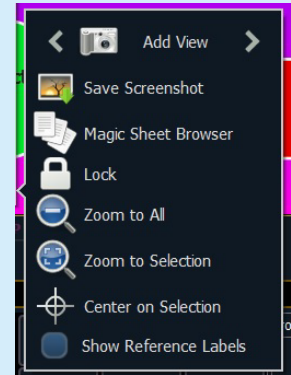 Add View
Save Screenshot
Magic Sheet Browser
Lock
Zoom to All
Zoom to Selection
Center on Selection
Show Reference Labels